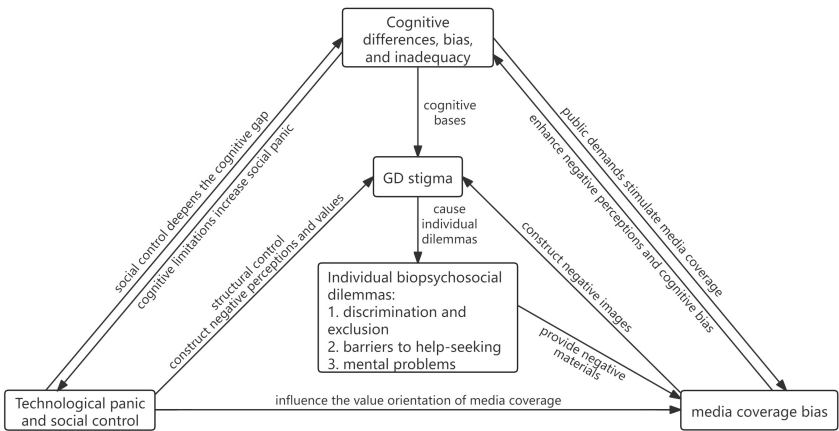 Cognitive
differences, bias,
and inadequacy
social control deepens the cognitive gap
cognitive limitations increase social panic
cognitive
bases
public demands stimulate media coverage
enhance negative perceptions and cognitive bias
GD stigma
structural control
construct negative perceptions and values
cause
individual
dilemmas
construct negative images
Individual biopsychosocial
dilemmas:
1. discrimination and
exclusion
2. barriers to help-seeking
3. mental problems
provide negative
materials
Technological panic
and social control
influence the value orientation of media coverage
media coverage bias